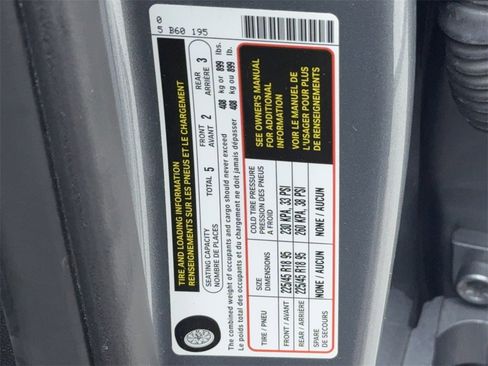 0
5 B60 195
TIRE AND LOADING INFORMATION
RENSEIGNEMENTS SUR LES PNEUS ET LE CHARGEMENT
SEATING CAPACITY
NOMBRE DE PLACES
TOTAL 5
FRONT
AVANT 2
REAR
ARRIÈRE 3
The combined weight of occupants and cargo should never exceed 408 kg or 899 lbs.
Le poids total des occupants et du chargement ne doit jamais dépasser 408 kg ou 899 lb.
TIRE / PNEU
SIZE
DIMENSIONS
COLD TIRE PRESSURE
PRESSION DES PNEUS
A FROID
FRONT / AVANT
225/45 R18 95
230 KPA, 33 PSI
REAR / ARRIÈRE
225/45 R18 95
260 KPA, 38 PSI
SPARE
DE SECOURS
NONE / AUCUN
NONE / AUCUN
SEE OWNER'S MANUAL
FOR ADDITIONAL
INFORMATION
VOIR LE MANUEL DE
L'USAGER POUR PLUS
DE RENSEIGNEMENTS